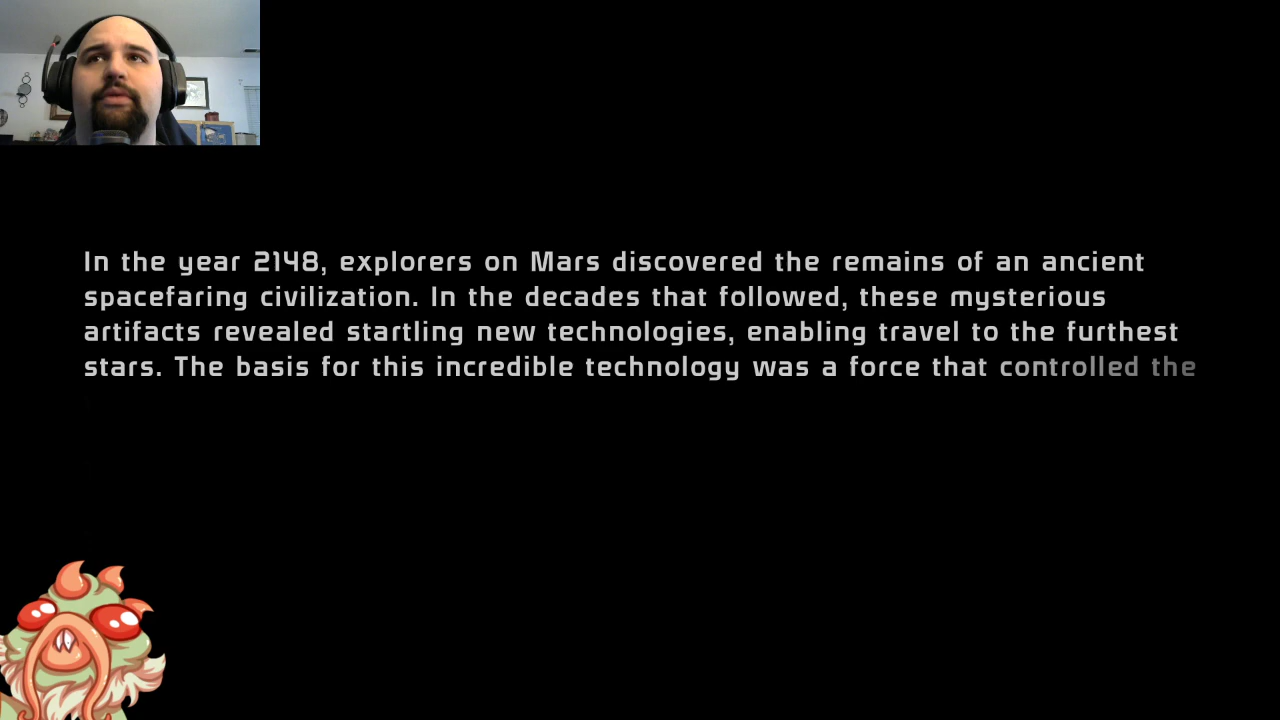 In the year 2148, explorers on Mars discovered the remains of an ancient
spacefaring civilization. In the decades that followed, these mysterious
artifacts revealed startling new technologies, enabling travel to the furthest
stars. The basis for this incredible technology was a force that controlled the